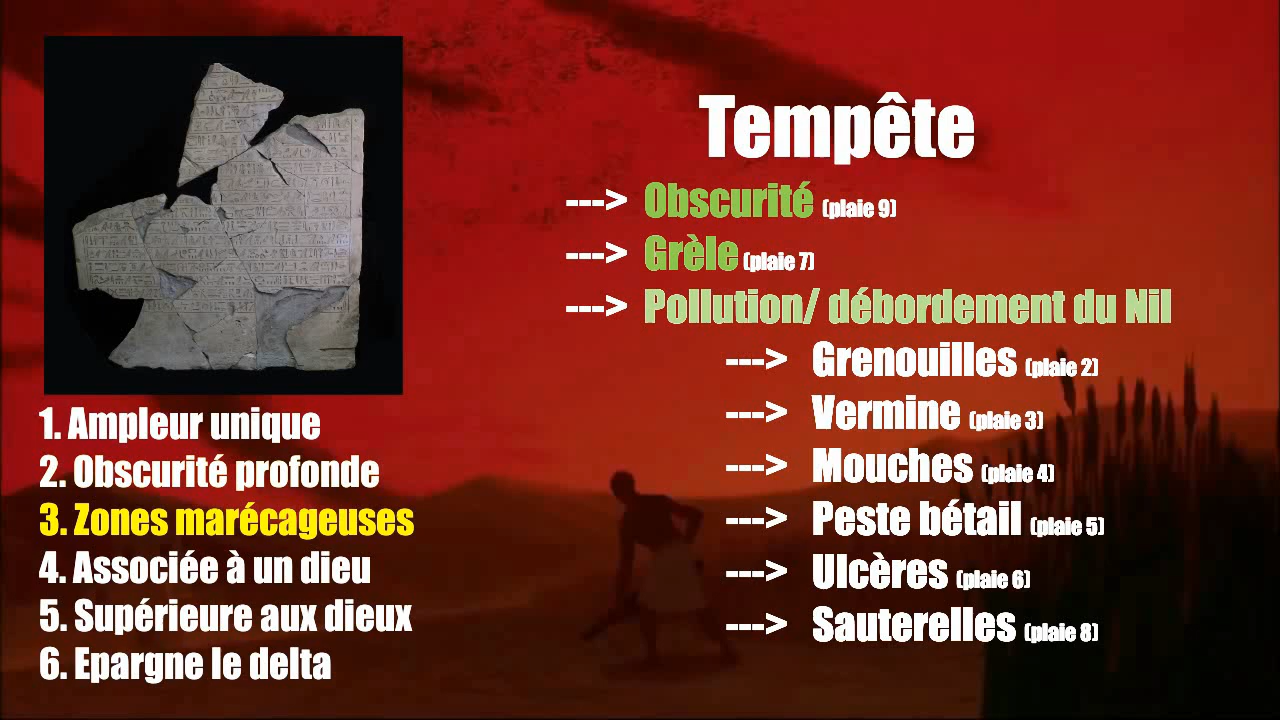 Tempête
---> Obscurité (plaie 9)
---> Grèle (plaie 7)
---> Pollution/ débordement du Nil
---> Grenouilles (plaie 2)
---> Vermine (plaie 3)
---> Mouches (plaie 4)
---> Peste bétail (plaie 5)
---> Ulcères (plaie 6)
---> Sauterelles (plaie 8)
1. Ampleur unique
2. Obscurité profonde
3. Zones marécageuses
4. Associée à un dieu
5. Supérieure aux dieux
6. Epargne le delta